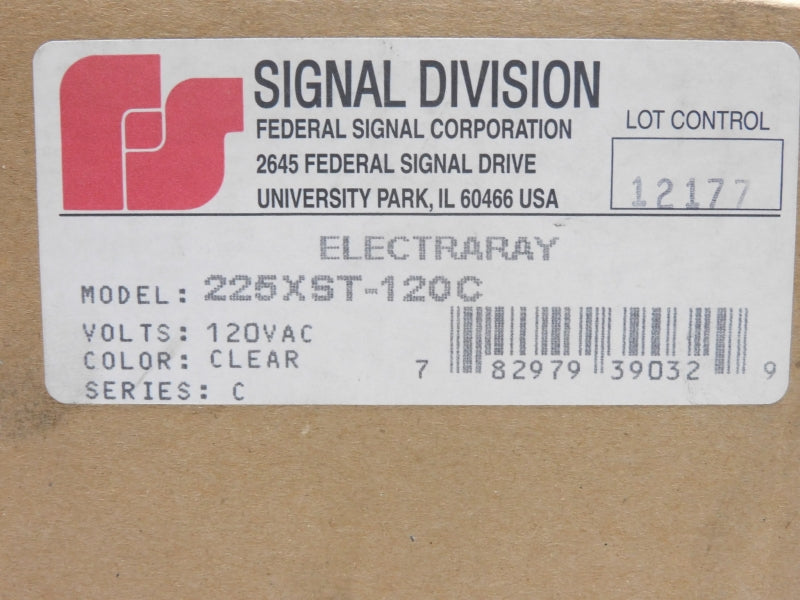 FS
SIGNAL DIVISION
FEDERAL SIGNAL CORPORATION
2645 FEDERAL SIGNAL DRIVE
UNIVERSITY PARK, IL 60466 USA
LOT CONTROL
12177
ELECTRARAY
MODEL: 225XST-120C
VOLTS: 120VAC
COLOR: CLEAR
SERIES: C
7 82979 39032 9